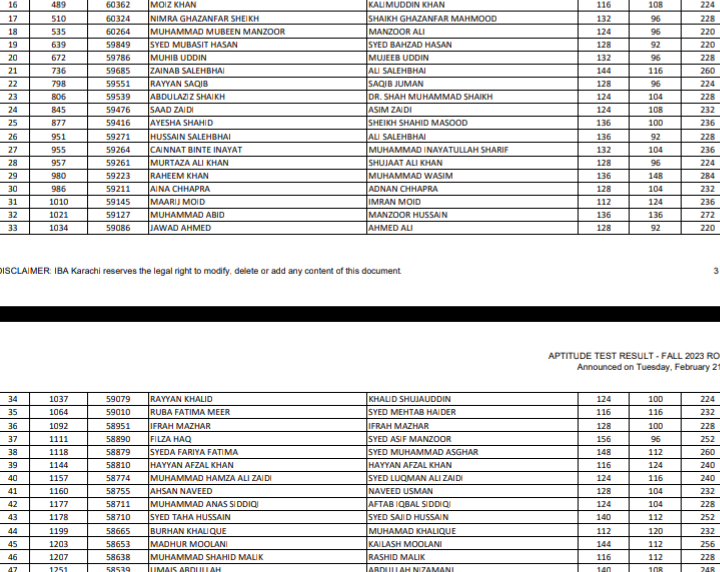 16 489 60362 MOIZ KHAN KALIMUDDIN KHAN 116 108 224
17 510 60324 NIMRA GHAZANFAR SHEIKH SHAIKH GHAZANFAR MAHMOOD 132 96 228
18 535 60264 MUHAMMAD MUBEEN MANZOOR MANZOOR ALI 124 96 220
19 639 59849 SYED MUBASIT HASAN SYED BAHZAD HASAN 128 92 220
20 672 59786 MUHIB UDDIN MUJEEB UDDIN 132 96 228
21 736 59685 ZAINAB SALEHBHAI ALI SALEHBHAI 144 116 260
22 798 59551 RAYYAN SAQIB SAQIB JUMAN 128 96 224
23 806 59539 ABDULAZIZ SHAIKH DR. SHAH MUHAMMAD SHAIKH 124 104 228
24 845 59476 SAAD ZAIDI ASIM ZAIDI 124 108 232
25 877 59416 AYESHA SHAHID SHEIKH SHAHID MASOOD 136 100 236
26 951 59271 HUSSAIN SALEHBHAI ALI SALEHBHAI 136 92 228
27 955 59264 CAINNAT BINTE INAYAT MUHAMMAD INAYATULLAH SHARIF 132 104 236
28 957 59261 MURTAZA ALI KHAN SHUJAAT ALI KHAN 128 96 224
29 980 59223 RAHEEM KHAN MUHAMMAD WASIM 136 148 284
30 986 59211 AINA CHHAPRA ADNAN CHHAPRA 128 104 232
31 1010 59145 MAARIJ MOID IMRAN MOID 112 124 236
32 1021 59127 MUHAMMAD ABID MANZOOR HUSSAIN 136 136 272
33 1034 59086 JAWAD AHMED AHMED ALI 128 92 220
DISCLAIMER: IBA Karachi reserves the legal right to modify, delete or add any content of this document. 3
APTITUDE TEST RESULT - FALL 2023 RO
Announced on Tuesday, February 21
34 1037 59079 RAYYAN KHALID KHALID SHUJAUDDIN 124 100 224
35 1064 59010 RUBA FATIMA MEER SYED MEHTAB HAIDER 116 116 232
36 1092 58951 IFRAH MAZHAR IFRAH MAZHAR 128 100 228
37 1111 58890 FILZA HAQ SYED ASIF MANZOOR 156 96 252
38 1118 58879 SYEDA FARIYA FATIMA SYED MUHAMMAD ASGHAR 148 112 260
39 1144 58810 HAYYAN AFZAL KHAN HAYYAN AFZAL KHAN 116 124 240
40 1157 58774 MUHAMMAD HAMZA ALI ZAIDI SYED LUQMAN ALI ZAIDI 124 116 240
41 1160 58755 AHSAN NAVEED NAVEED USMAN 128 104 232
42 1177 58711 MUHAMMAD ANAS SIDDIQI AFTAB IQBAL SIDDIQI 124 104 228
43 1178 58710 SYED TAHA HUSSAIN SYED SAJID HUSSAIN 140 112 252
44 1199 58665 BURHAN KHALIQUE MUHAMAD KHALIQUE 112 120 232
45 1203 58653 MADHUR MOOLANI KAILASH MOOLANI 144 112 256
46 1207 58638 MUHAMMAD SHAHID MALIK RASHID MALIK 116 112 228
47 1251 58539 UMAIS ABDULLAH ABDULLAH NIZAMANI 140 108 248